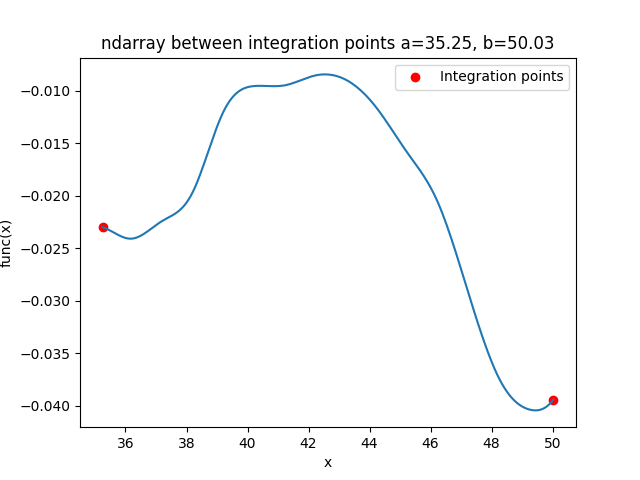 ndarray between integration points a=35.25, b=50.03
Integration points
−0.010
−0.015
−0.020
−0.025
−0.030
−0.035
−0.040
func(x)
36 38 40 42 44 46 48 50
x